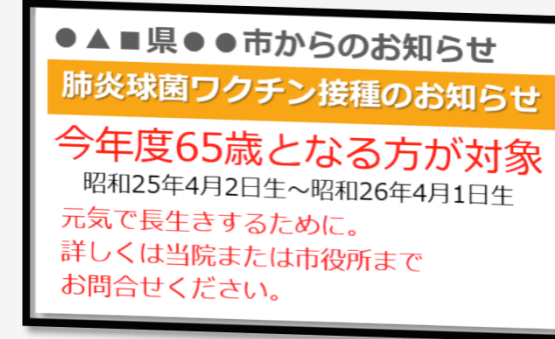 ●▲■県●●市からのお知らせ
肺炎球菌ワクチン接種のお知らせ
今年度65歳となる方が対象
昭和25年4月2日生～昭和26年4月1日生
元気で長生きするために。
詳しくは当院または市役所まで
お問合せください。